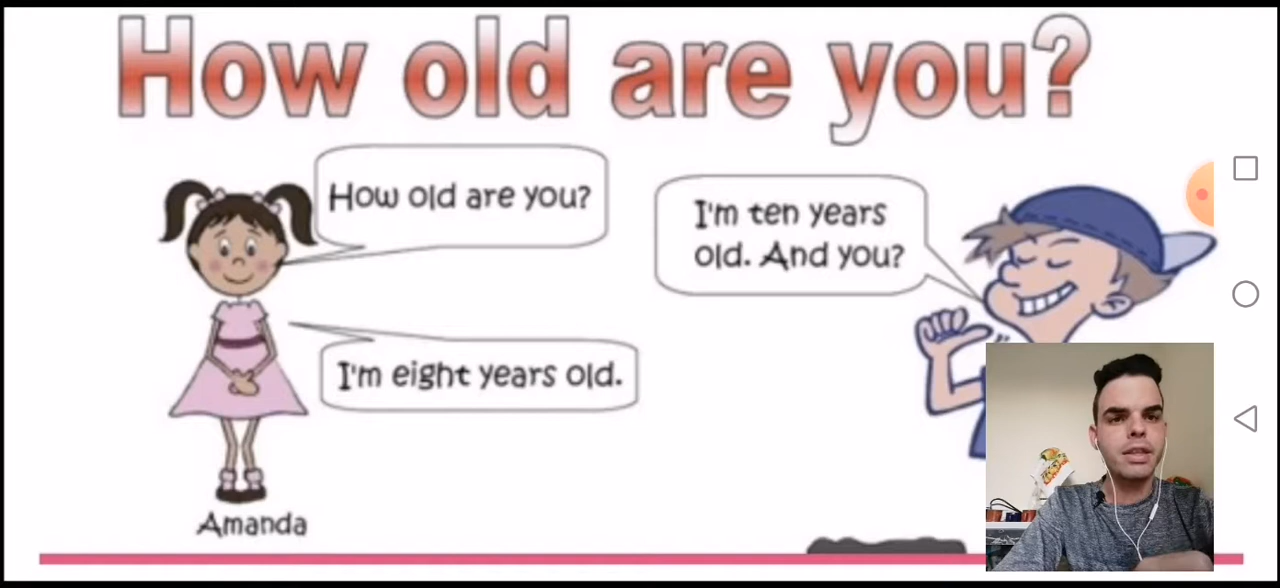 How old are you?
How old are you?
I'm ten years
old. And you?
I'm eight years old.
Amanda